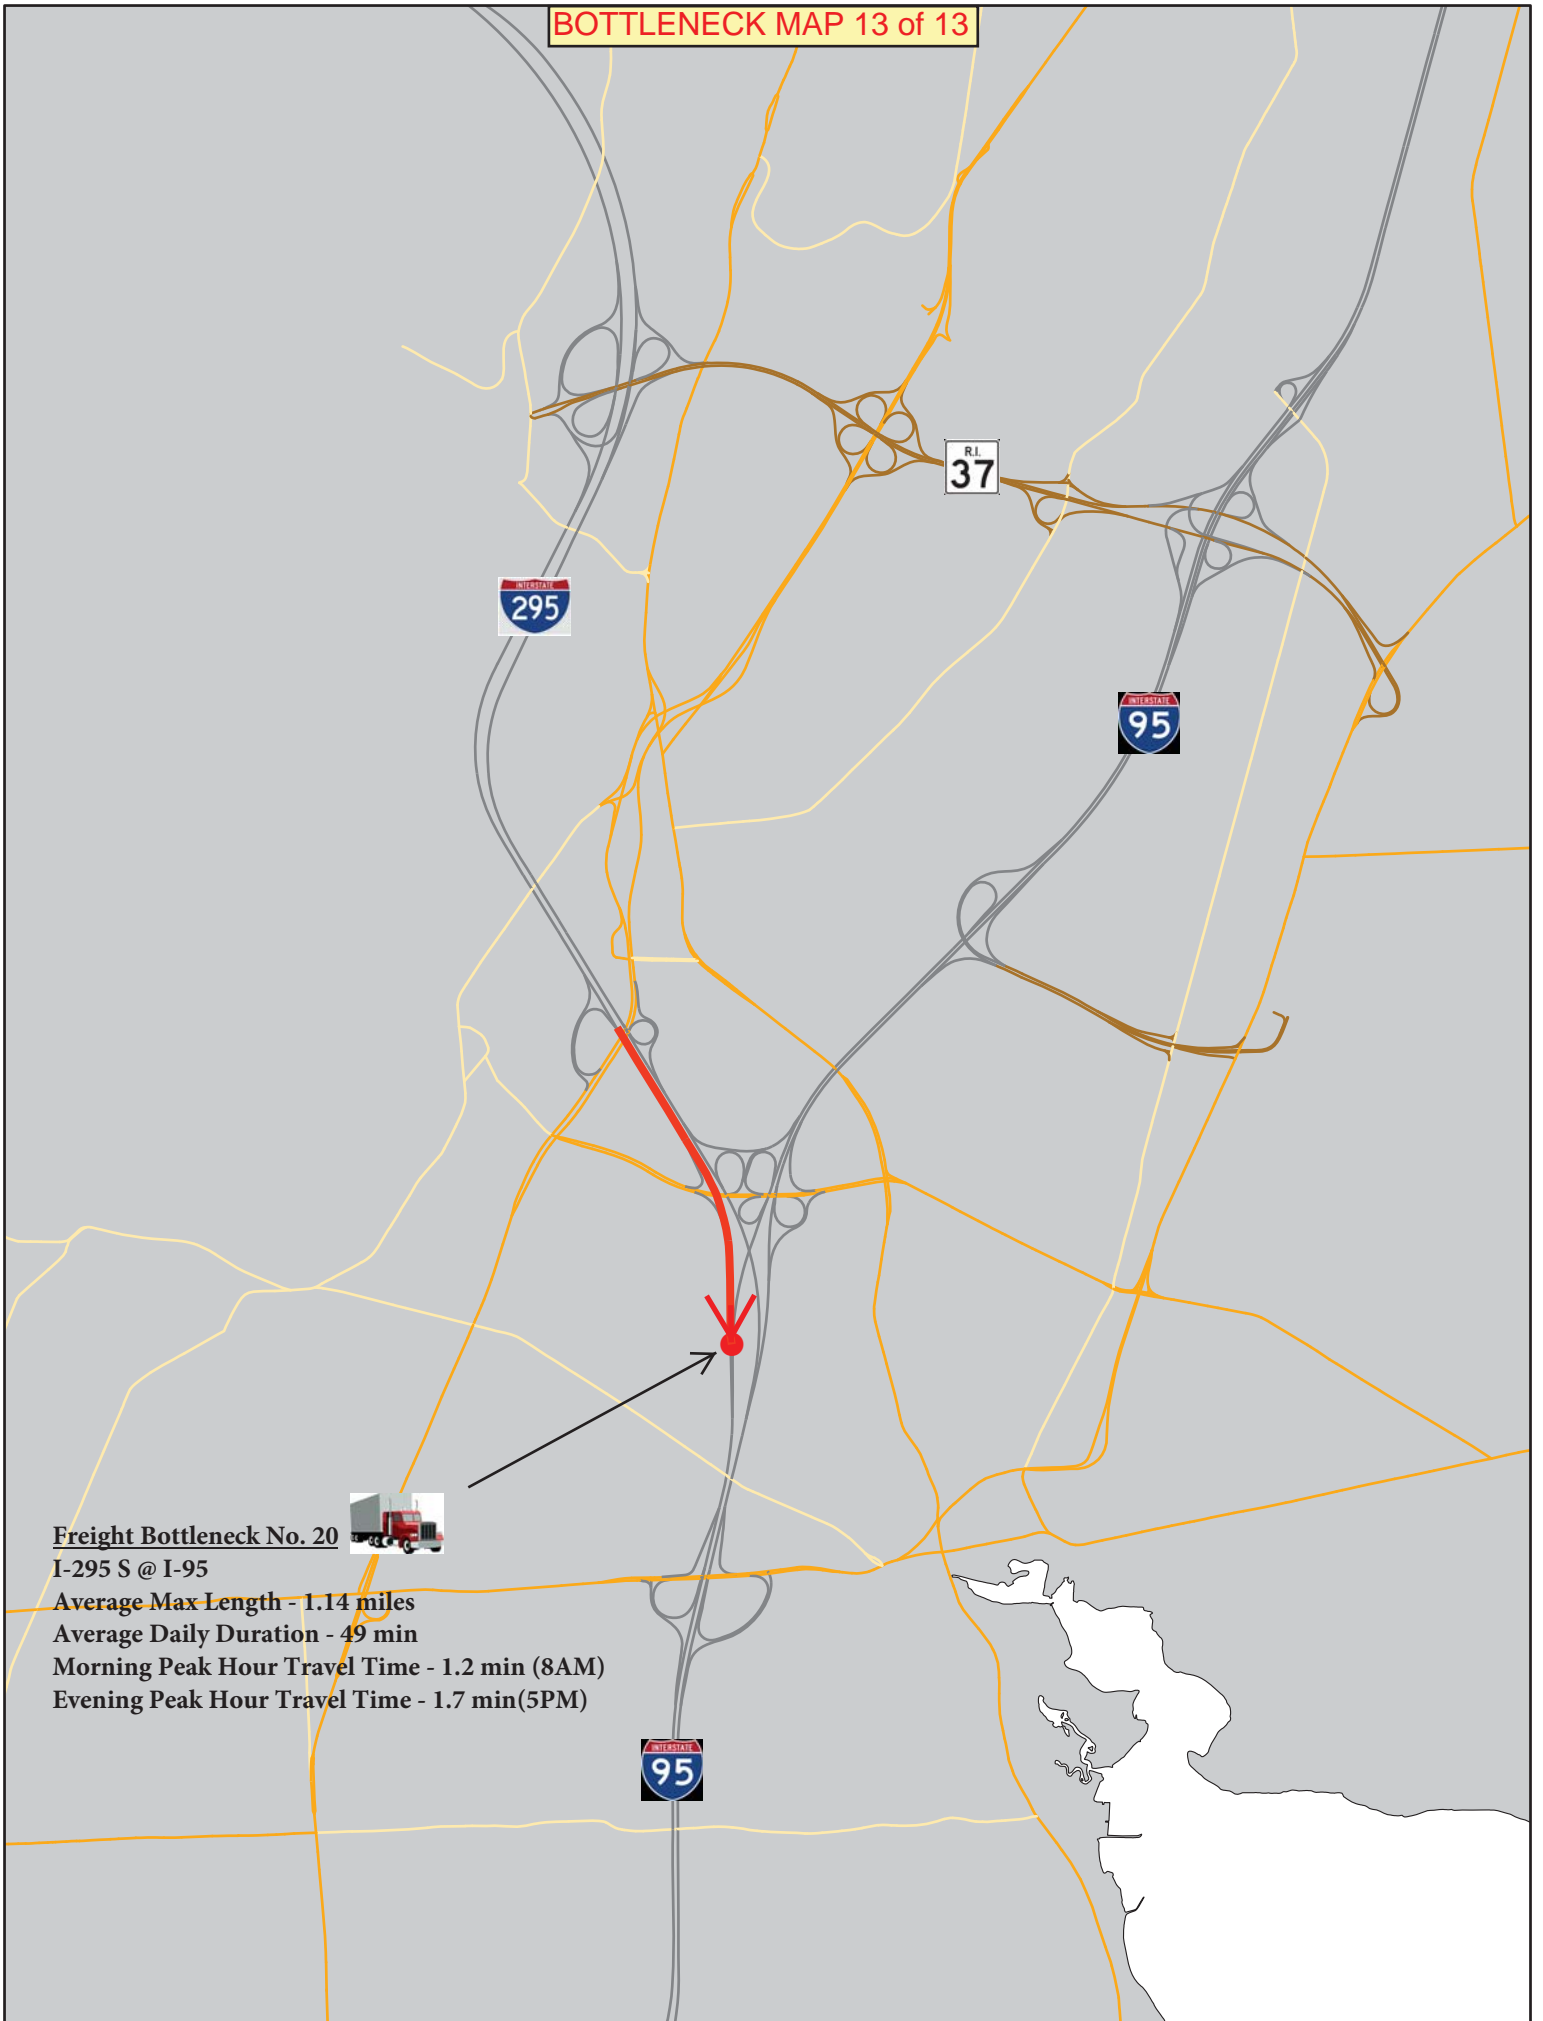 BOTTLENECK MAP 13 of 13
R.I.
37
INTERSTATE
295
INTERSTATE
95
Freight Bottleneck No. 20
I-295 S @ I-95
Average Max Length - 1.14 miles
Average Daily Duration - 49 min
Morning Peak Hour Travel Time - 1.2 min (8AM)
Evening Peak Hour Travel Time - 1.7 min(5PM)
INTERSTATE
95